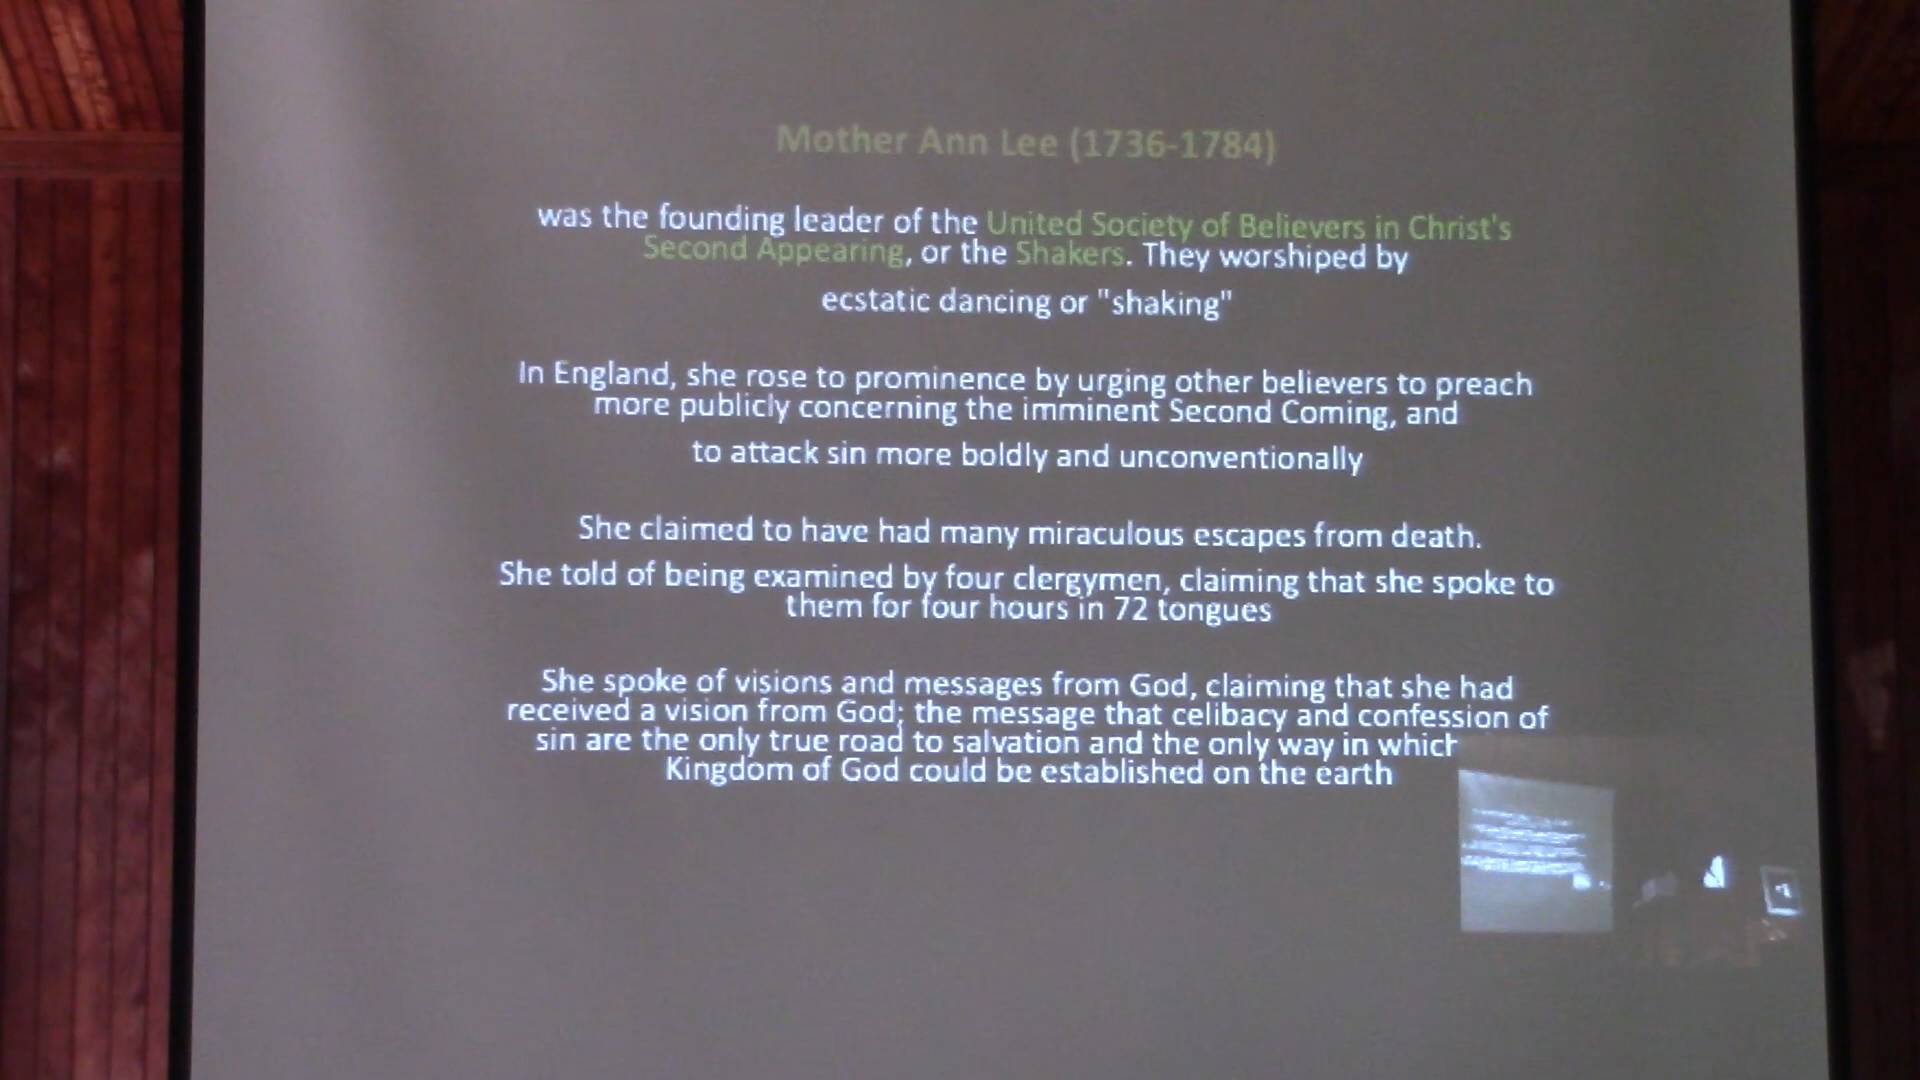 Mother Ann Lee (1736-1784)
was the founding leader of the United Society of Believers in Christ's
Second Appearing, or the Shakers. They worshiped by
ecstatic dancing or "shaking"
In England, she rose to prominence by urging other believers to preach
more publicly concerning the imminent Second Coming, and
to attack sin more boldly and unconventionally
She claimed to have had many miraculous escapes from death.
She told of being examined by four clergymen, claiming that she spoke to
them for four hours in 72 tongues
She spoke of visions and messages from God, claiming that she had
received a vision from God; the message that celibacy and confession of
sin are the only true road to salvation and the only way in which
Kingdom of God could be established on the earth